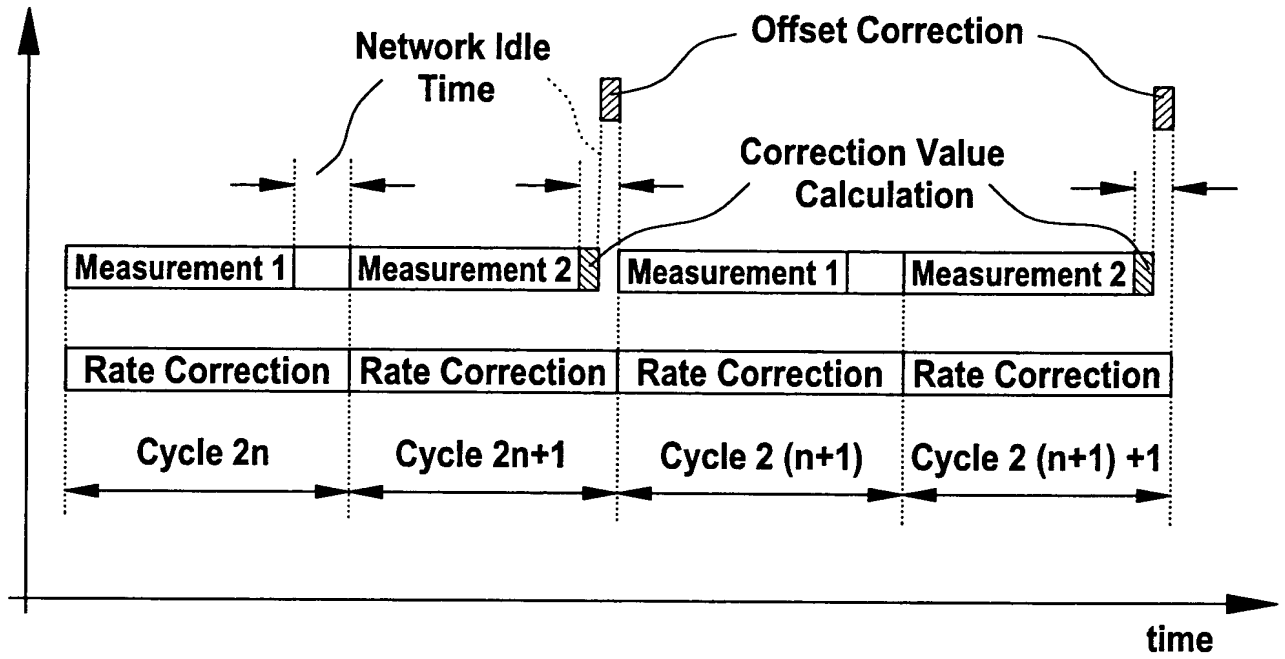 Offset Correction
Network Idle
Time
Correction Value
Calculation
Measurement 1
Measurement 2
Measurement 1
Measurement 2
Rate Correction
Rate Correction
Rate Correction
Rate Correction
Cycle 2n
Cycle 2n+1
Cycle 2 (n+1)
Cycle 2 (n+1) +1
time